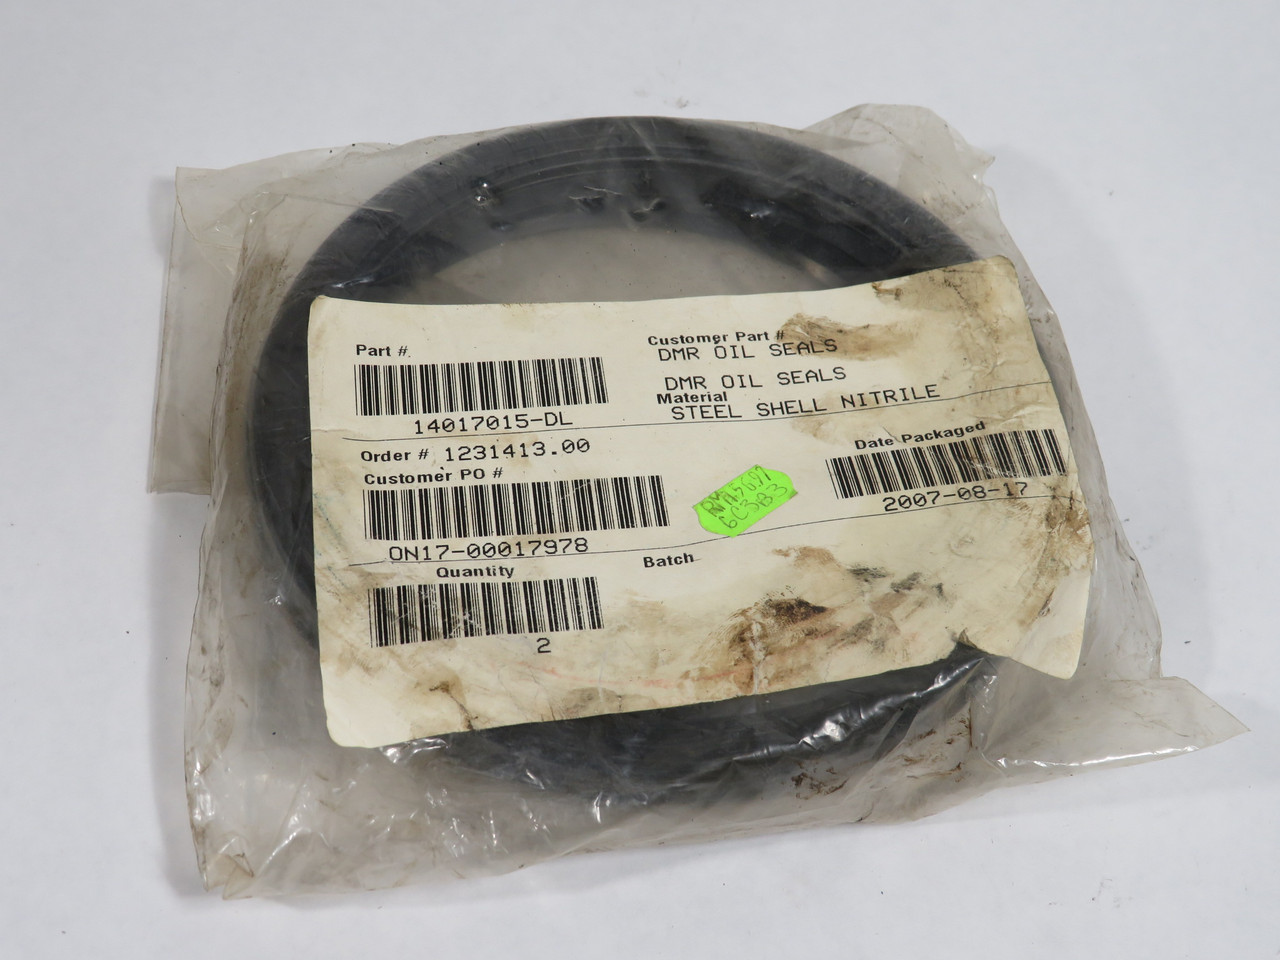 Part #
14017015-DL
Customer Part #
DMR OIL SEALS
DMR OIL SEALS
Material
STEEL SHELL NITRILE
Order # 1231413.00
Customer PO #
ON17-00017978
Date Packaged
2007-08-17
6C3B3
Quantity
2
Batch